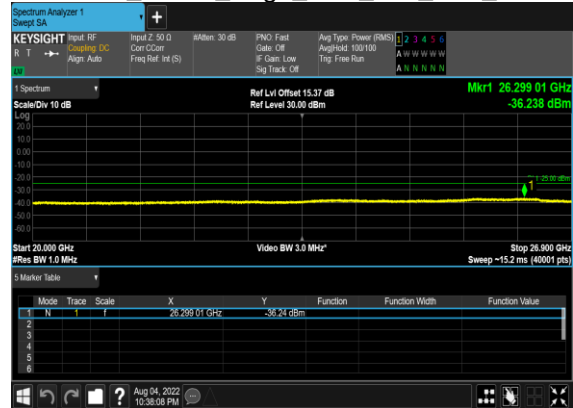 Spectrum Analyzer 1
Swept SA
+
KEYSIGHT
R T
Input: RF
Coupling: DC
Align: Auto
Input Z: 50 Ω
Corr CCorr
Freq Ref: Int (S)
#Atten: 30 dB
PNO: Fast
Gate: Off
IF Gain: Low
Sig Track: Off
Avg Type: Power (RMS)
Avg|Hold: 100/100
Trig: Free Run
1 2 3 4 5 6
A W W W W W
A N N N N N
1 Spectrum
Scale/Div 10 dB
Ref Lvl Offset 15.37 dB
Ref Level 30.00 dBm
Mkr1 26.299 01 GHz
-36.238 dBm
Log
20.0
10.0
0.00
-10.0
-20.0
-30.0
-40.0
-50.0
-60.0
1 -25.00 dBm
1
Start 20.000 GHz
#Res BW 1.0 MHz
Video BW 3.0 MHz*
Stop 26.900 GHz
Sweep ~15.2 ms (40001 pts)
5 Marker Table
Mode Trace Scale X Y Function Function Width Function Value
1 N 1 f 26.299 01 GHz -36.24 dBm
2
3
4
5
6
?
Aug 04, 2022
10:38:08 PM